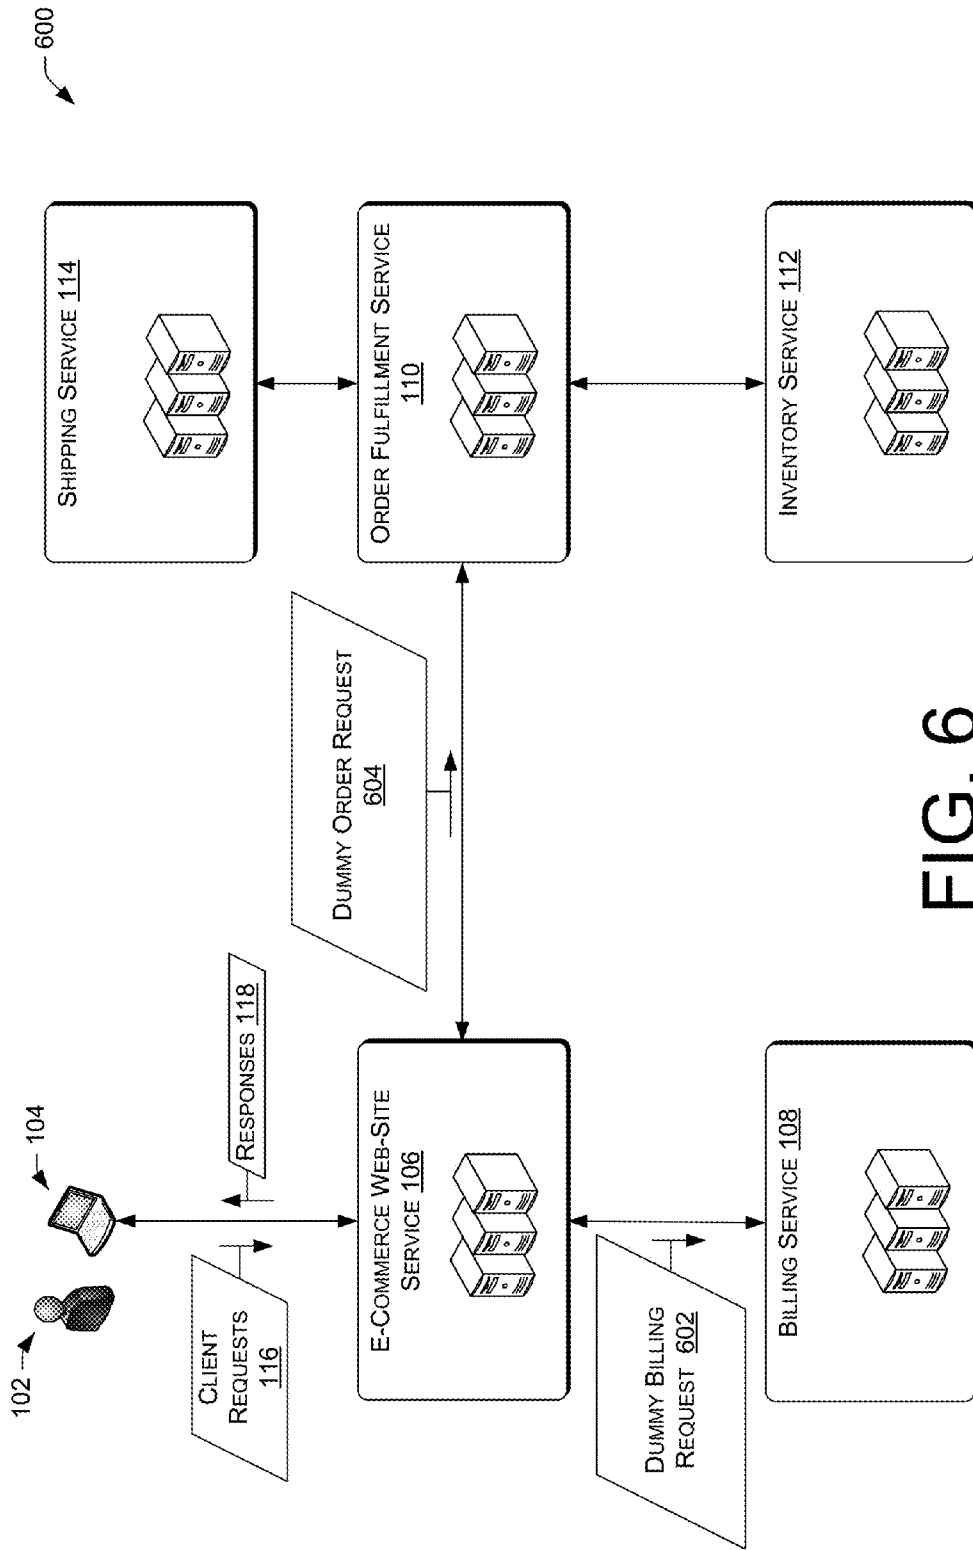 600
102
104
CLIENT
REQUESTS
116
RESPONSES 118
E-COMMERCE WEB-SITE
SERVICE 106
DUMMY BILLING
REQUEST 602
BILLING SERVICE 108
DUMMY ORDER REQUEST
604
SHIPPING SERVICE 114
ORDER FULFILLMENT SERVICE
110
INVENTORY SERVICE 112
FIG. 6